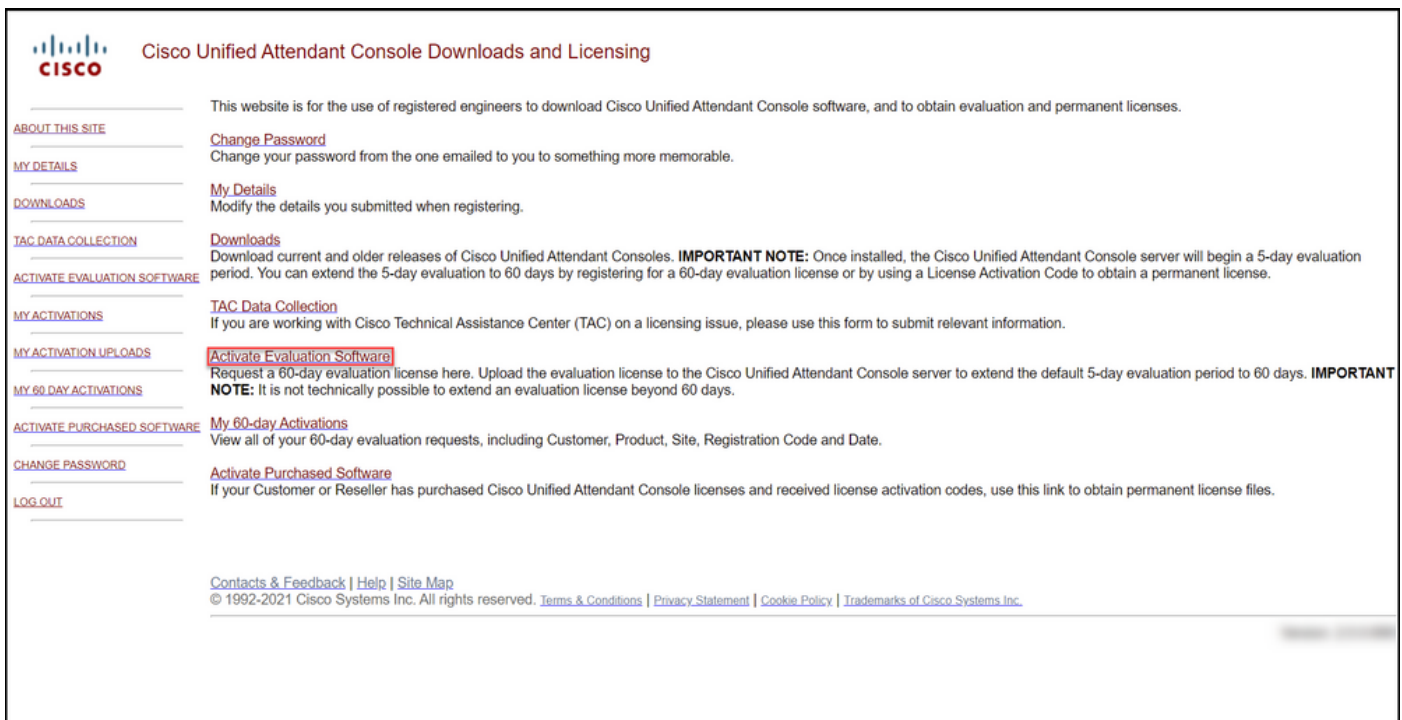 CISCO
Cisco Unified Attendant Console Downloads and Licensing
ABOUT THIS SITE
MY DETAILS
DOWNLOADS
TAC DATA COLLECTION
ACTIVATE EVALUATION SOFTWARE
MY ACTIVATIONS
MY ACTIVATION UPLOADS
MY 60 DAY ACTIVATIONS
ACTIVATE PURCHASED SOFTWARE
CHANGE PASSWORD
LOG OUT
This website is for the use of registered engineers to download Cisco Unified Attendant Console software, and to obtain evaluation and permanent licenses.
Change Password
Change your password from the one emailed to you to something more memorable.
My Details
Modify the details you submitted when registering.
Downloads
Download current and older releases of Cisco Unified Attendant Consoles. IMPORTANT NOTE: Once installed, the Cisco Unified Attendant Console server will begin a 5-day evaluation
period. You can extend the 5-day evaluation to 60 days by registering for a 60-day evaluation license or by using a License Activation Code to obtain a permanent license.
TAC Data Collection
If you are working with Cisco Technical Assistance Center (TAC) on a licensing issue, please use this form to submit relevant information.
Activate Evaluation Software
Request a 60-day evaluation license here. Upload the evaluation license to the Cisco Unified Attendant Console server to extend the default 5-day evaluation period to 60 days. IMPORTANT
NOTE: It is not technically possible to extend an evaluation license beyond 60 days.
My 60-day Activations
View all of your 60-day evaluation requests, including Customer, Product, Site, Registration Code and Date.
Activate Purchased Software
If your Customer or Reseller has purchased Cisco Unified Attendant Console licenses and received license activation codes, use this link to obtain permanent license files.
Contacts & Feedback | Help | Site Map
© 1992-2021 Cisco Systems Inc. All rights reserved. Terms & Conditions | Privacy Statement | Cookie Policy | Trademarks of Cisco Systems Inc.